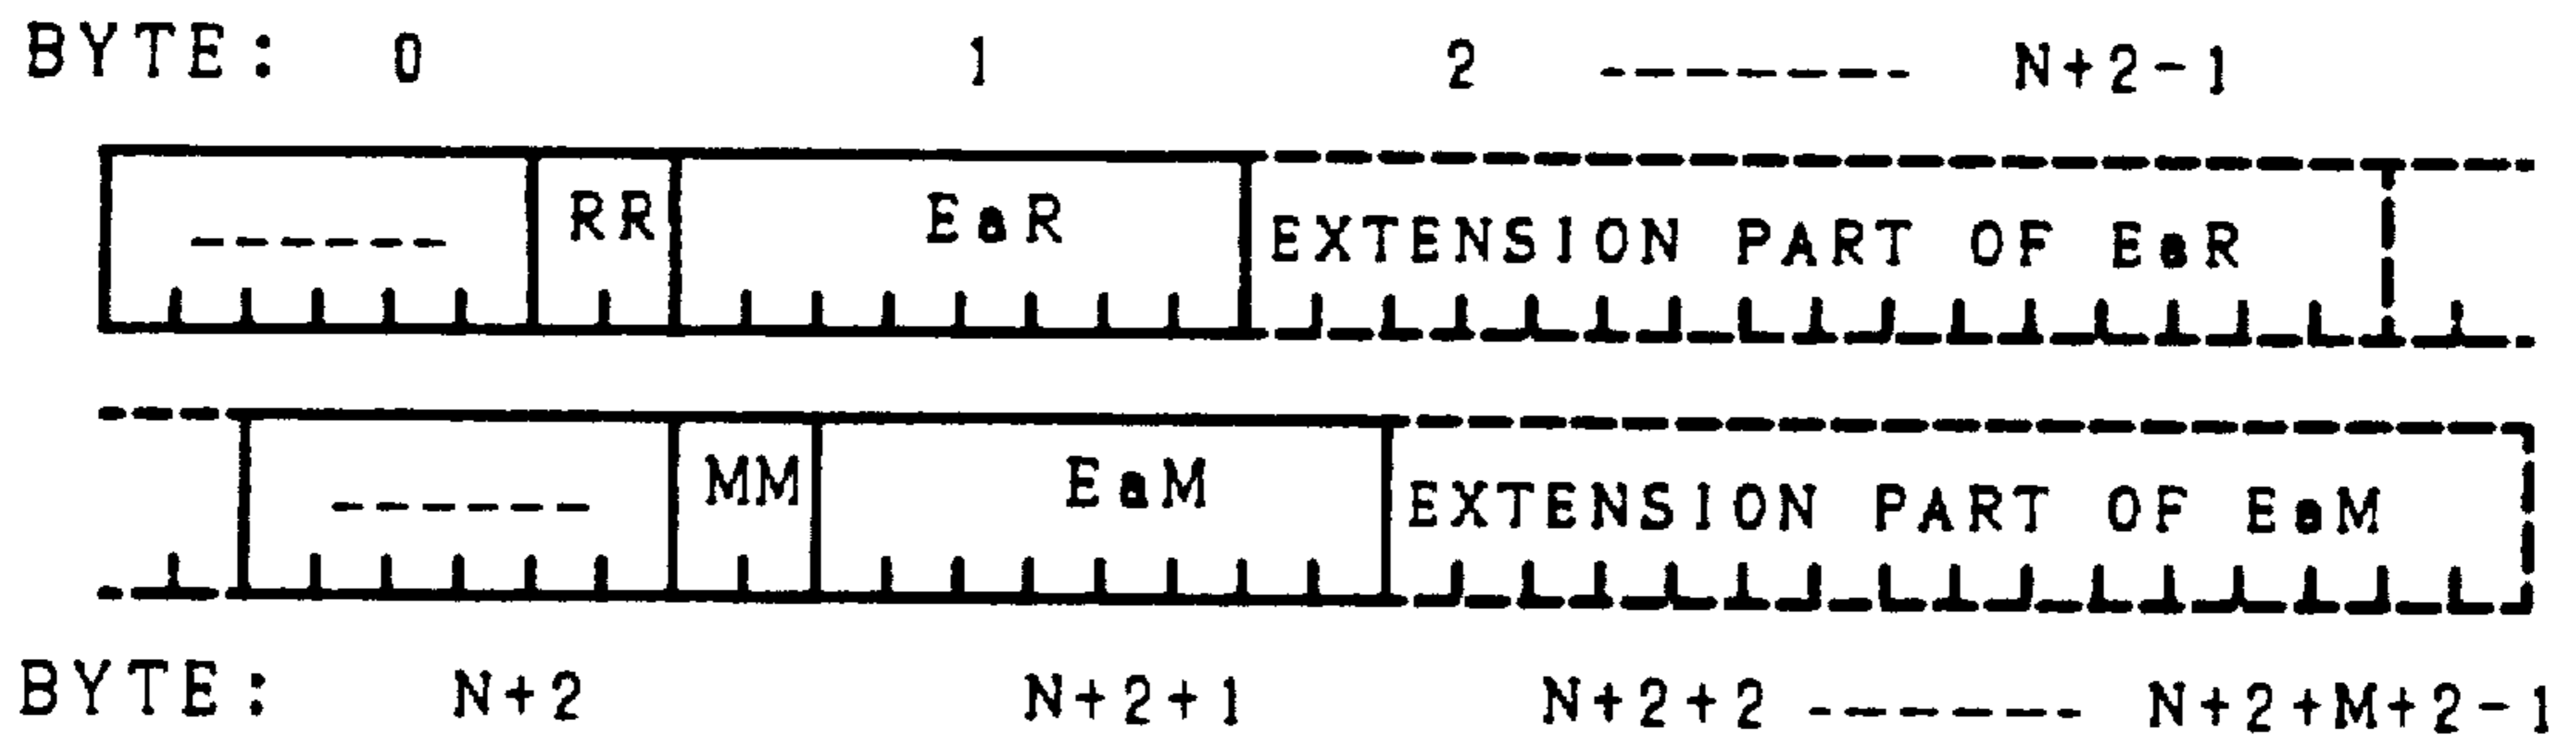 BYTE: 0 1 2 ------- N+2-1
------ RR EaR EXTENSION PART OF EaR
------ MM EaM EXTENSION PART OF EaM
BYTE: N+2 N+2+1 N+2+2 ------ N+2+M+2-1